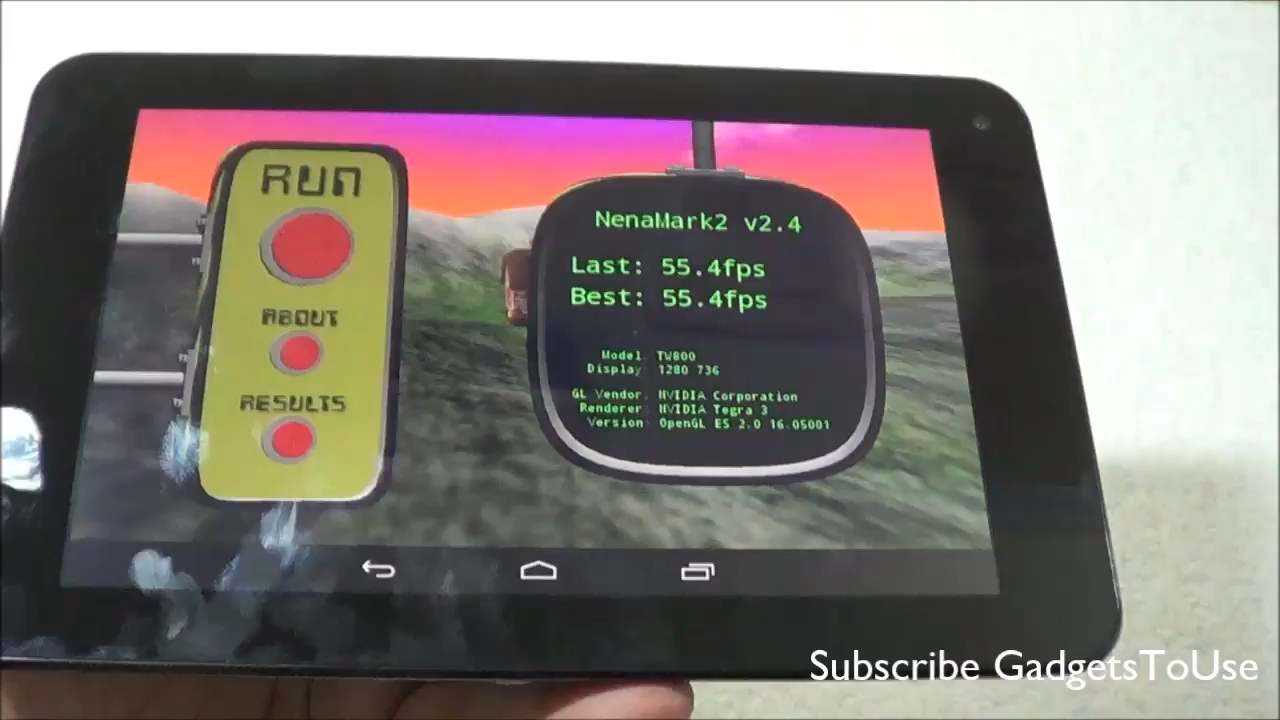 RUN
ABOUT
RESULTS
NenaMark2 v2.4
Last: 55.4fps
Best: 55.4fps
Model: TW800
Display: 1280 736
GL Vendor: NVIDIA Corporation
Renderer: NVIDIA Tegra 3
Version: OpenGL ES 2.0 16.05001
Subscribe GadgetsToUse